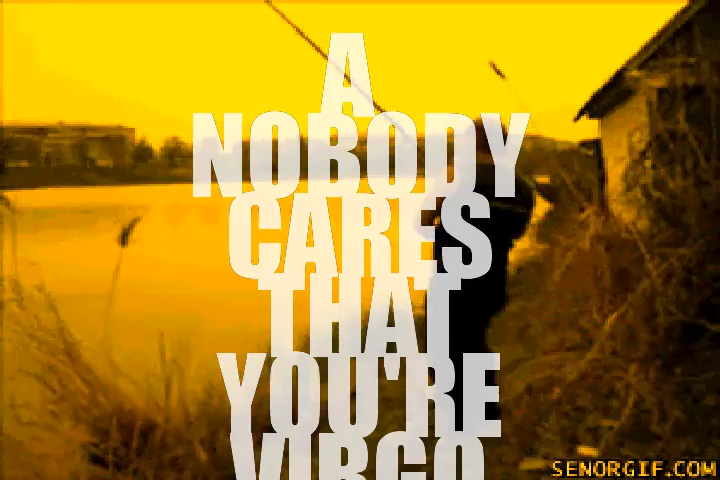 A
NOBODY
CARES
THAT
YOU'RE
VIRGO
SENORGIF.COM